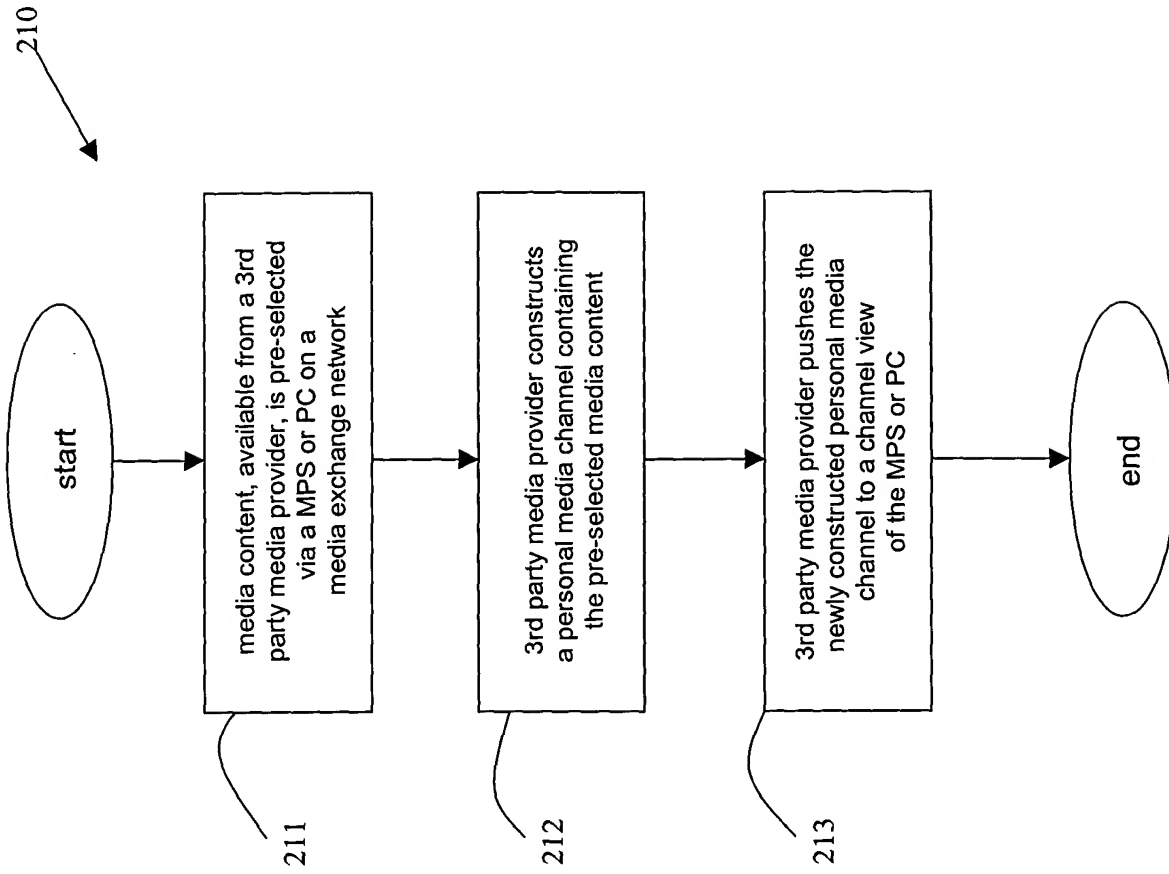 210
start
211
media content, available from a 3rd
party media provider, is pre-selected
via a MPS or PC on a
media exchange network
212
3rd party media provider constructs
a personal media channel containing
the pre-selected media content
213
3rd party media provider pushes the
newly constructed personal media
channel to a channel view
of the MPS or PC
end